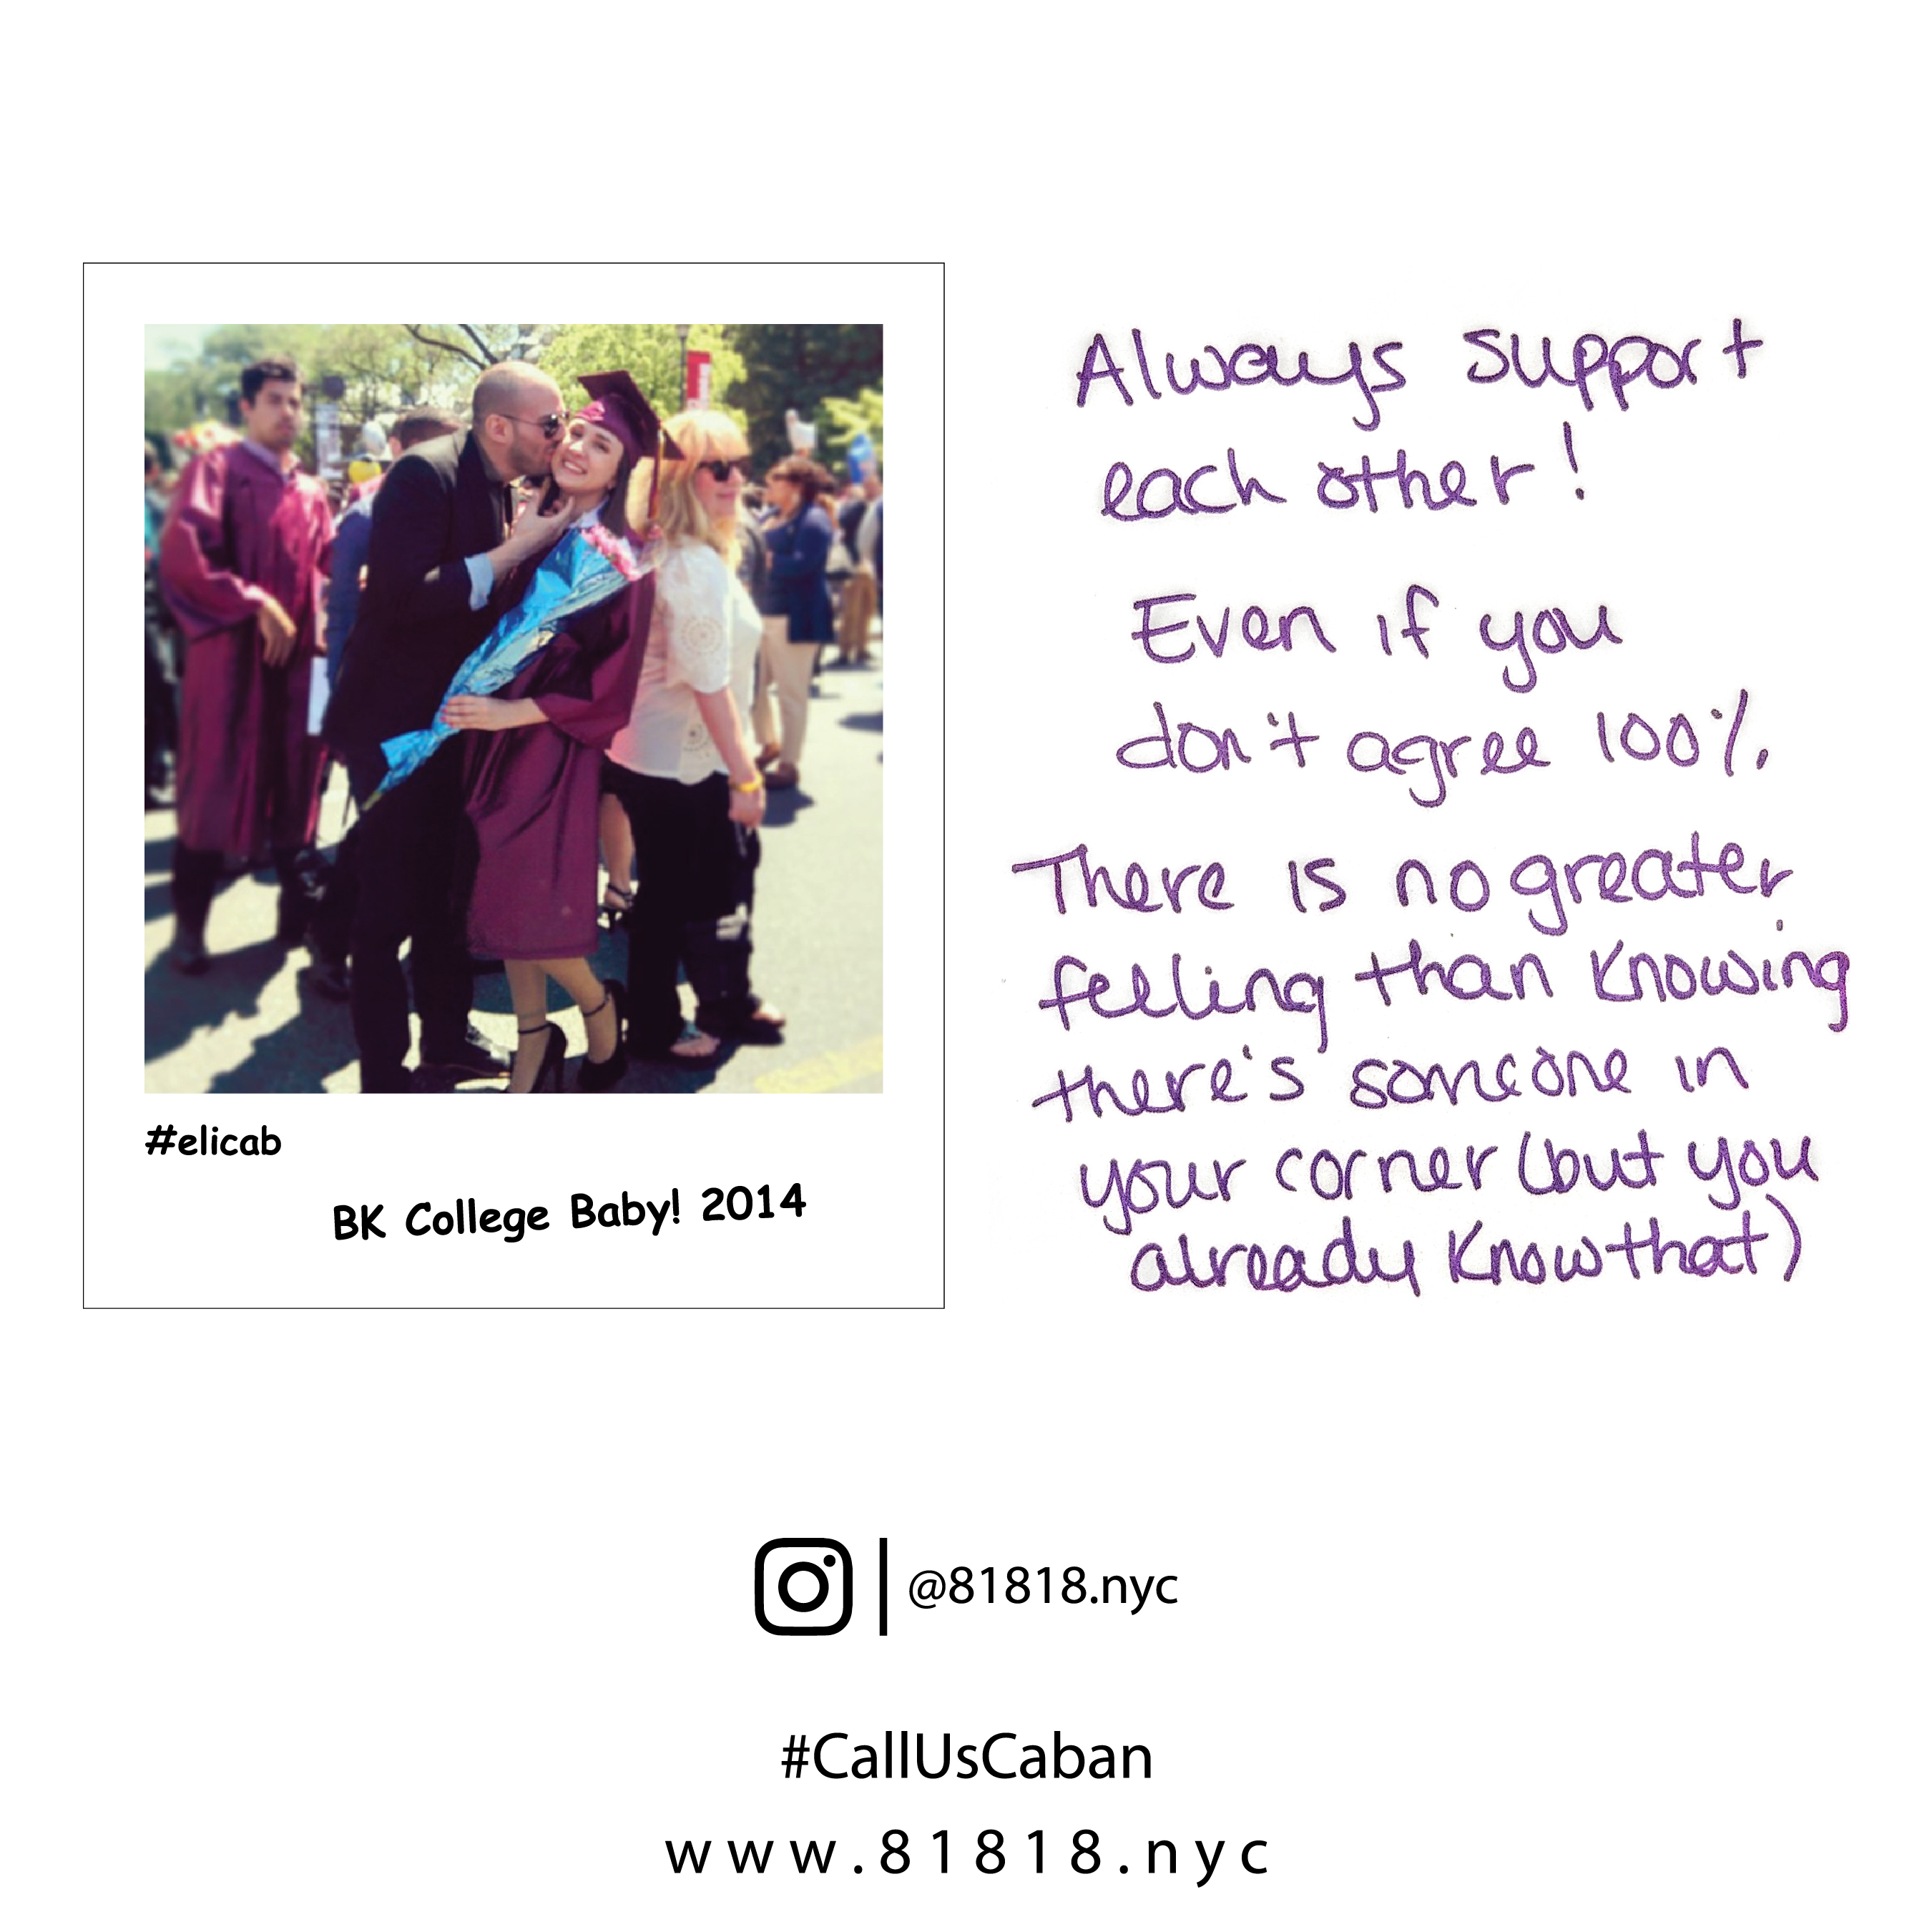 #elicab
BK College Baby! 2014
Always support
each other!
Even if you
don't agree 100%.
There is no greater
feeling than knowing
there's someone in
your corner (but you
already know that)
@81818.nyc
#CallUsCaban
www.81818.nyc